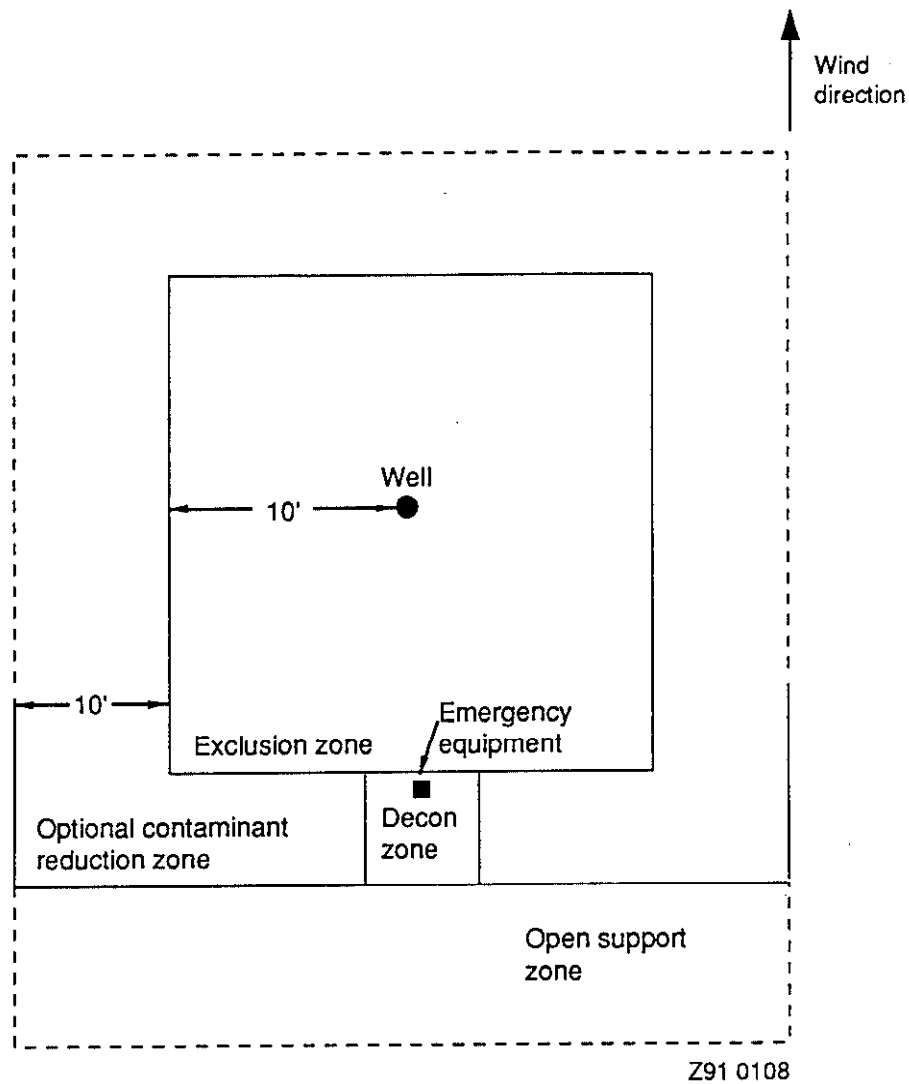 Wind
direction
Well
10'
10'
Emergency
equipment
Exclusion zone
Decon
zone
Optional contaminant
reduction zone
Open support
zone
Z91 0108